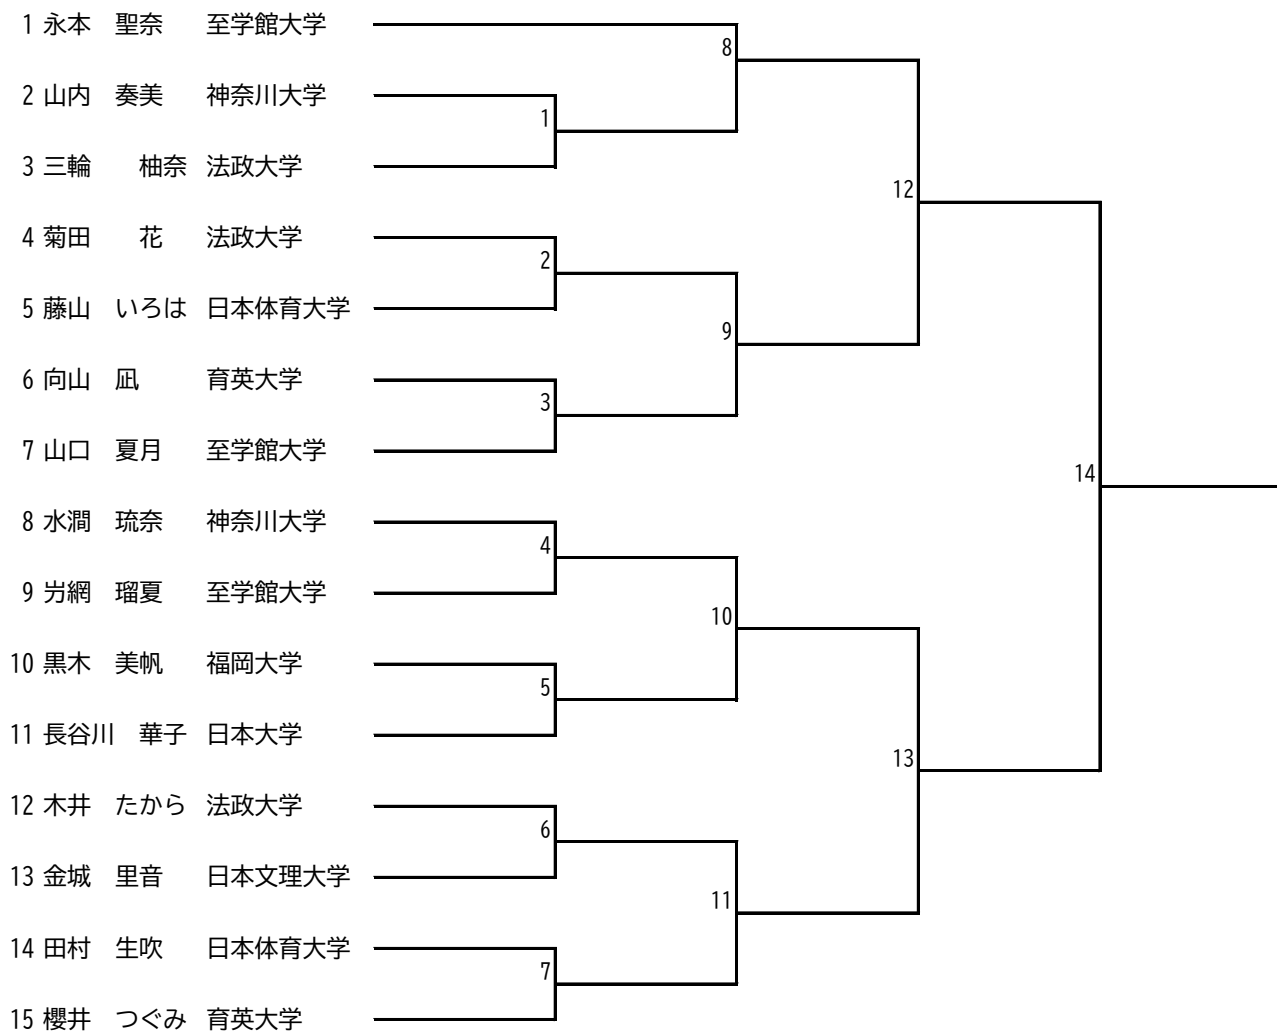 1 永本　聖奈　至学館大学
8
2 山内　奏美　神奈川大学
1
3 三輪　柚奈　法政大学
12
4 菊田　花　法政大学
2
5 藤山　いろは　日本体育大学
9
6 向山　凪　育英大学
3
7 山口　夏月　至学館大学
14
8 水澗　琉奈　神奈川大学
4
9 屶網　瑠夏　至学館大学
10
10 黒木　美帆　福岡大学
5
11 長谷川　華子　日本大学
13
12 木井　たから　法政大学
6
13 金城　里音　日本文理大学
11
14 田村　生吹　日本体育大学
7
15 櫻井　つぐみ　育英大学